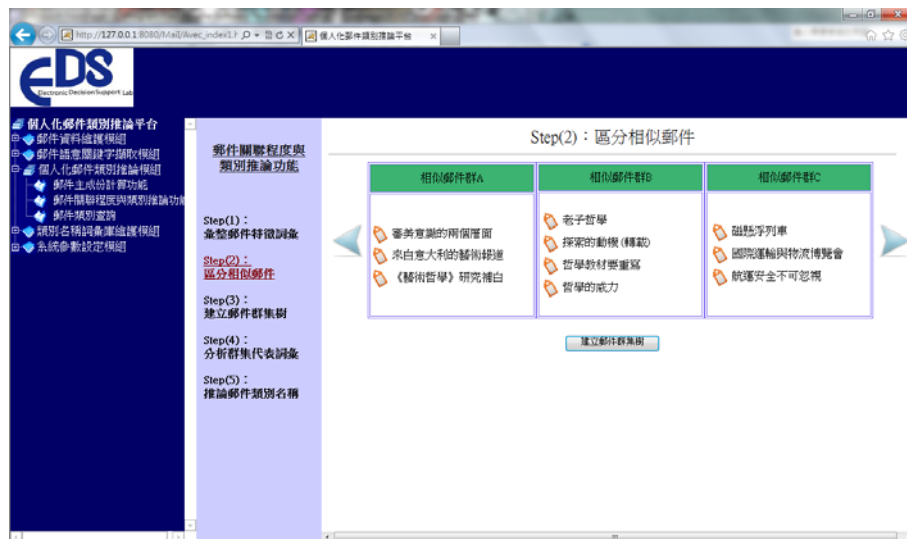 http://127.0.0.1:8080/Mail/Avec_index1.h
個人化郵件類別推論平台
EDS
Electronic Decision Support Lab
個人化郵件類別推論平台
郵件資料維護模組
郵件語意關鍵字擷取模組
個人化郵件類別推論模組
郵件主成份計算功能
郵件關聯程度與類別推論功能
郵件類別查詢
類別名稱詞彙庫維護模組
系統參數設定模組
郵件關聯程度與
類別推論功能
Step(1):
彙整郵件特徵詞彙
Step(2):
區分相似郵件
Step(3):
建立郵件群集樹
Step(4):
分析群集代表詞彙
Step(5):
推論郵件類別名稱
Step(2):區分相似郵件
相似郵件群A
審美意識的兩個層面
來自意大利的藝術報道
《藝術哲學》研究補白
相似郵件群B
老子哲學
探索的動機(轉載)
哲學教材要重寫
哲學的威力
相似郵件群C
磁懸浮列車
國際運輸與物流博覽會
航運安全不可忽視
建立郵件群集樹